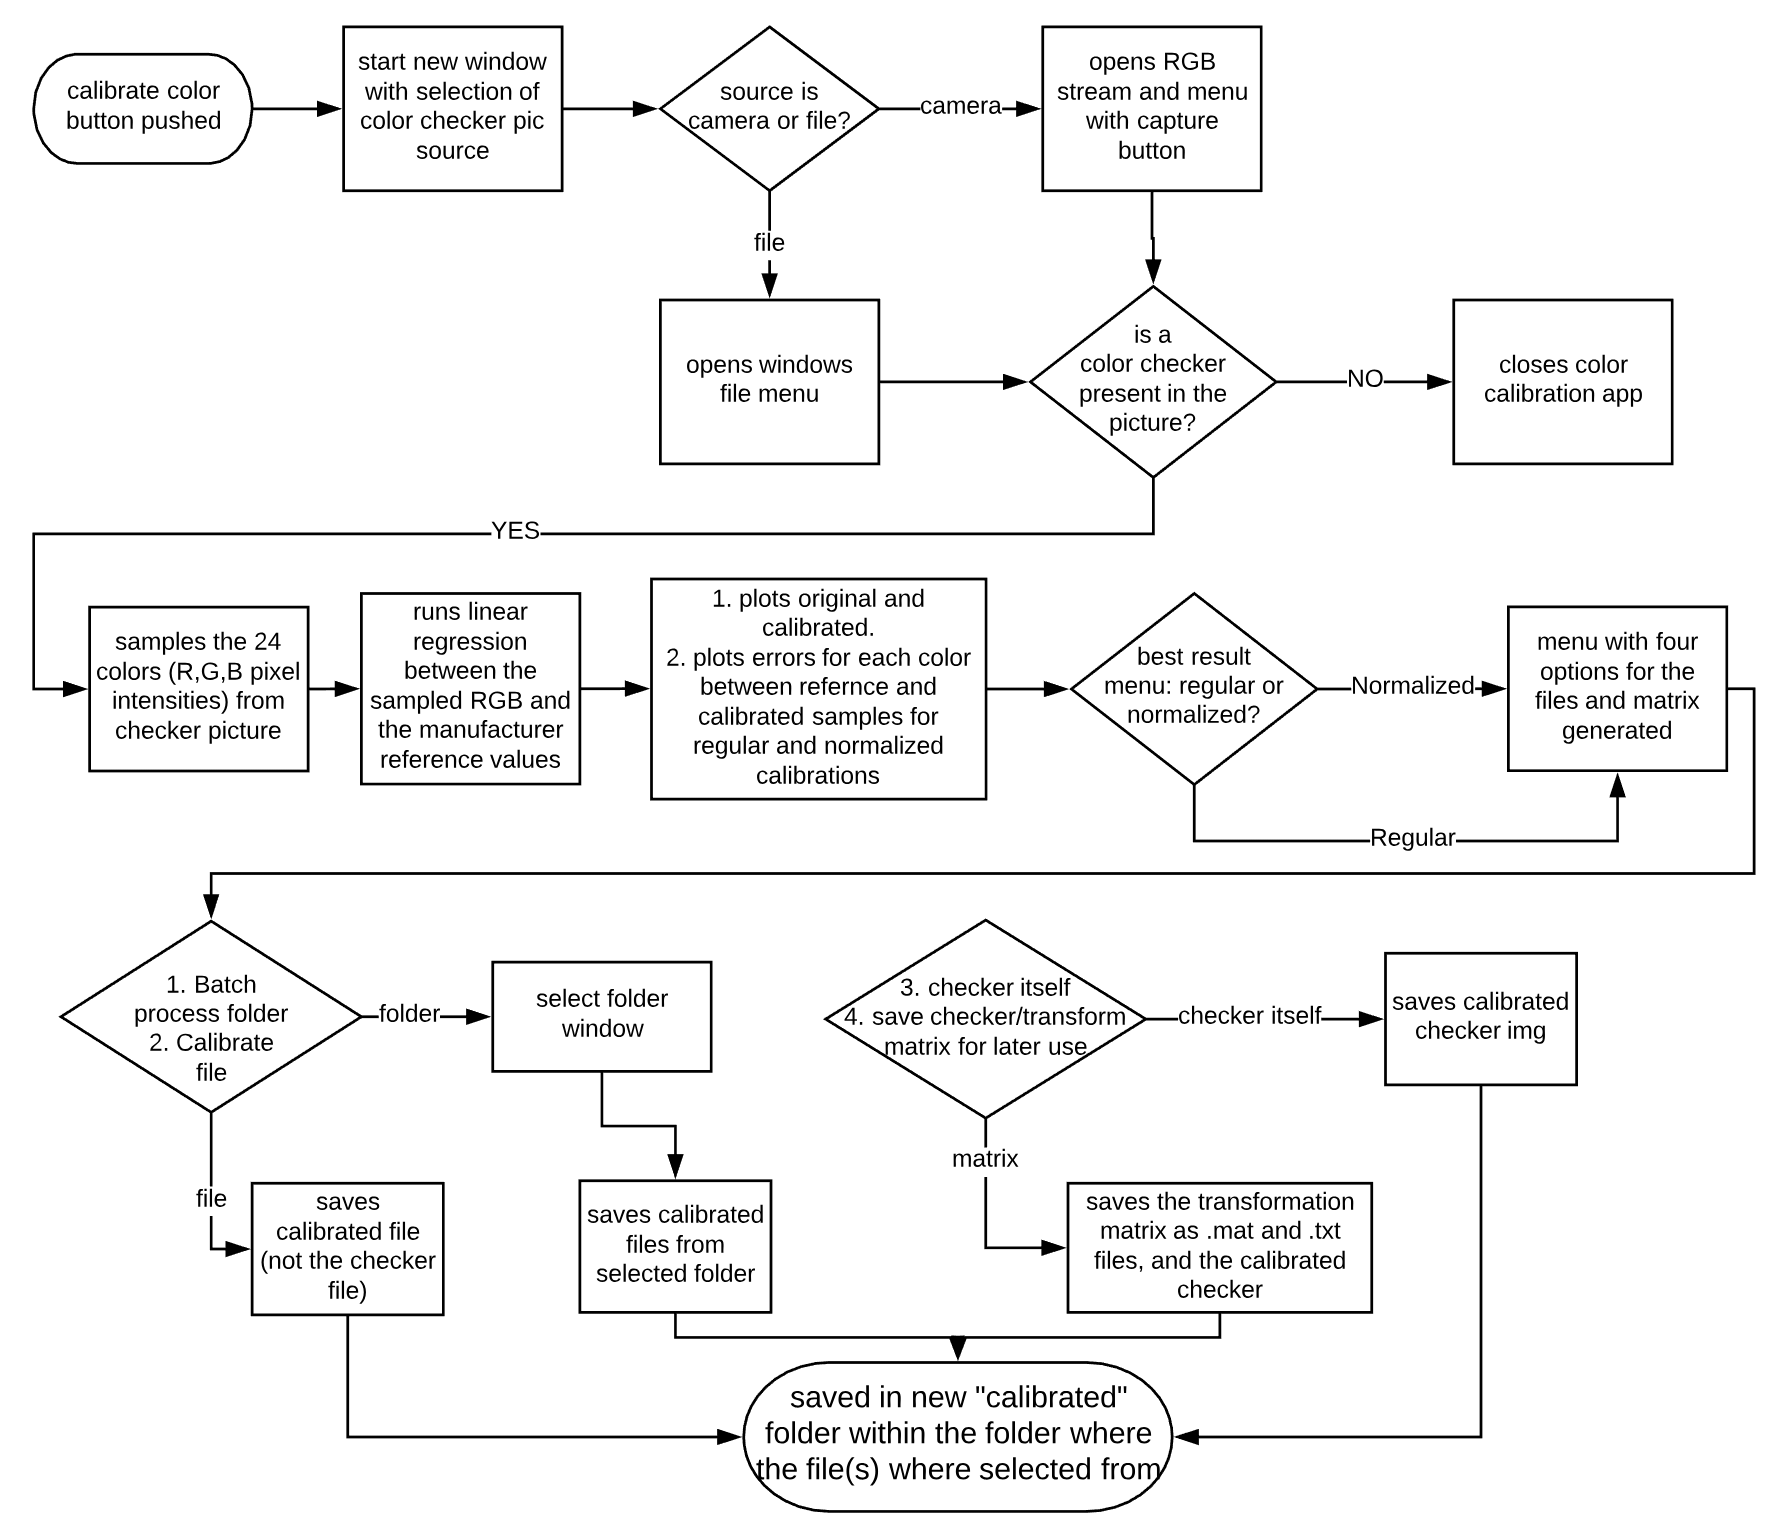 calibrate color
button pushed
start new window
with selection of
color checker pic
source
source is
camera or file?
camera
opens RGB
stream and menu
with capture
button
file
opens windows
file menu
is a
color checker
present in the
picture?
NO
closes color
calibration app
YES
samples the 24
colors (R,G,B pixel
intensities) from
checker picture
runs linear
regression
between the
sampled RGB and
the manufacturer
reference values
1. plots original and
calibrated.
2. plots errors for each color
between refernce and
calibrated samples for
regular and normalized
calibrations
best result
menu: regular or
normalized?
Normalized
menu with four
options for the
files and matrix
generated
Regular
1. Batch
process folder
2. Calibrate
file
folder
select folder
window
3. checker itself
4. save checker/transform
matrix for later use
checker itself
saves calibrated
checker img
file
saves
calibrated file
(not the checker
file)
saves calibrated
files from
selected folder
matrix
saves the transformation
matrix as .mat and .txt
files, and the calibrated
checker
saved in new "calibrated"
folder within the folder where
the file(s) where selected from